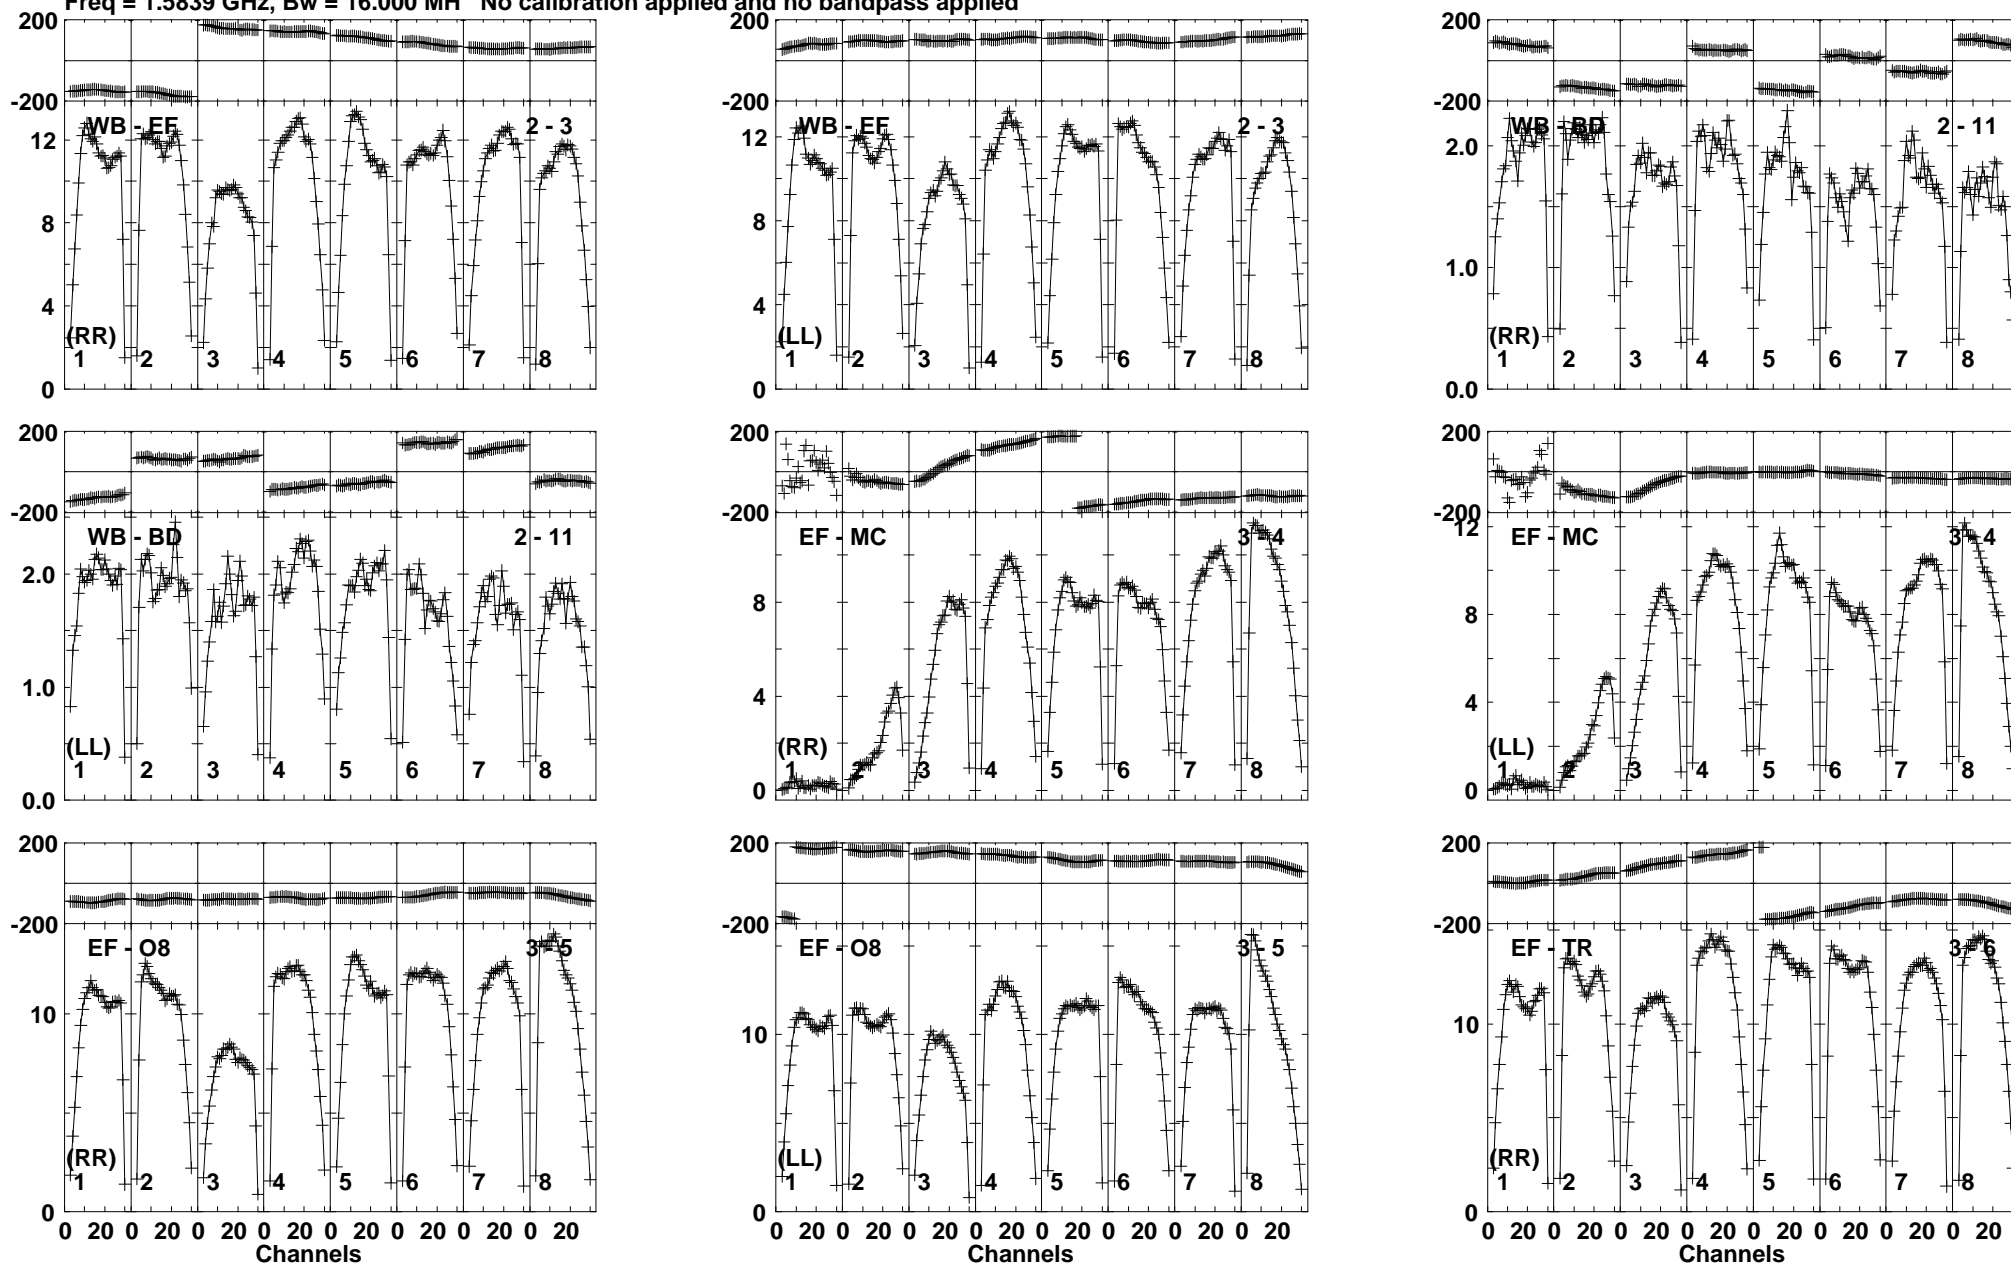 Freq = 1.5839 GHz, Bw = 16.000 MH No calibration applied and no bandpass applied
200 200 200
-200 -200 -200
WB - EF 2 - 3 WB - EF 2 - 3 WB - BD 2 - 11
12 12 2.0
8 8 1.0
4 4
(RR) (LL) (RR)
1 2 3 4 5 6 7 8 1 2 3 4 5 6 7 8 1 2 3 4 5 6 7 8
0 0 0.0
200 200 200
-200 -200 -200
WB - BD 2 - 11 EF - MC 3 - 4 EF - MC 3 - 4
2.0 8 12
1.0 4 8
4
(LL) (RR) (LL)
1 2 3 4 5 6 7 8 1 2 3 4 5 6 7 8 1 2 3 4 5 6 7 8
0.0 0 0
200 200 200
-200 -200 -200
EF - O8 3 - 5 EF - O8 3 - 5 EF - TR 3 - 6
10 10 10
(RR) (LL) (RR)
1 2 3 4 5 6 7 8 1 2 3 4 5 6 7 8 1 2 3 4 5 6 7 8
0 0 0
0 20 0 20 0 20 0 20 0 20 0 20 0 20 0 20 0 20 0 20 0 20 0 20 0 20 0 20 0 20 0 20 0 20 0 20 0 20 0 20 0 20 0 20 0 20 0 20
Channels Channels Channels